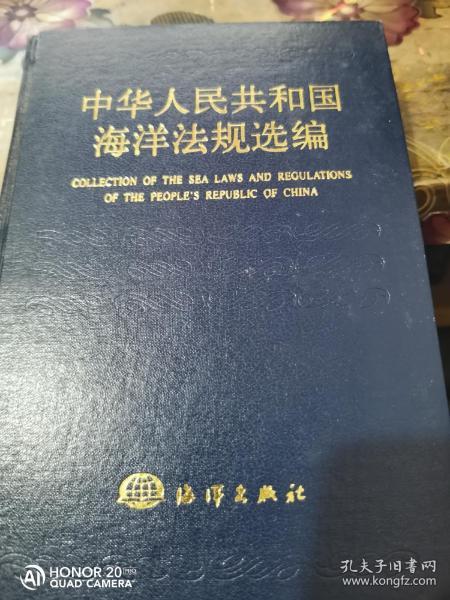 中华人民共和国
海洋法规选编
COLLECTION OF THE SEA LAWS AND REGULATIONS
OF THE PEOPLE'S REPUBLIC OF CHINA
海洋出版社
HONOR 20 PRO
QUAD CAMERA
孔夫子旧书网
kongfz.com